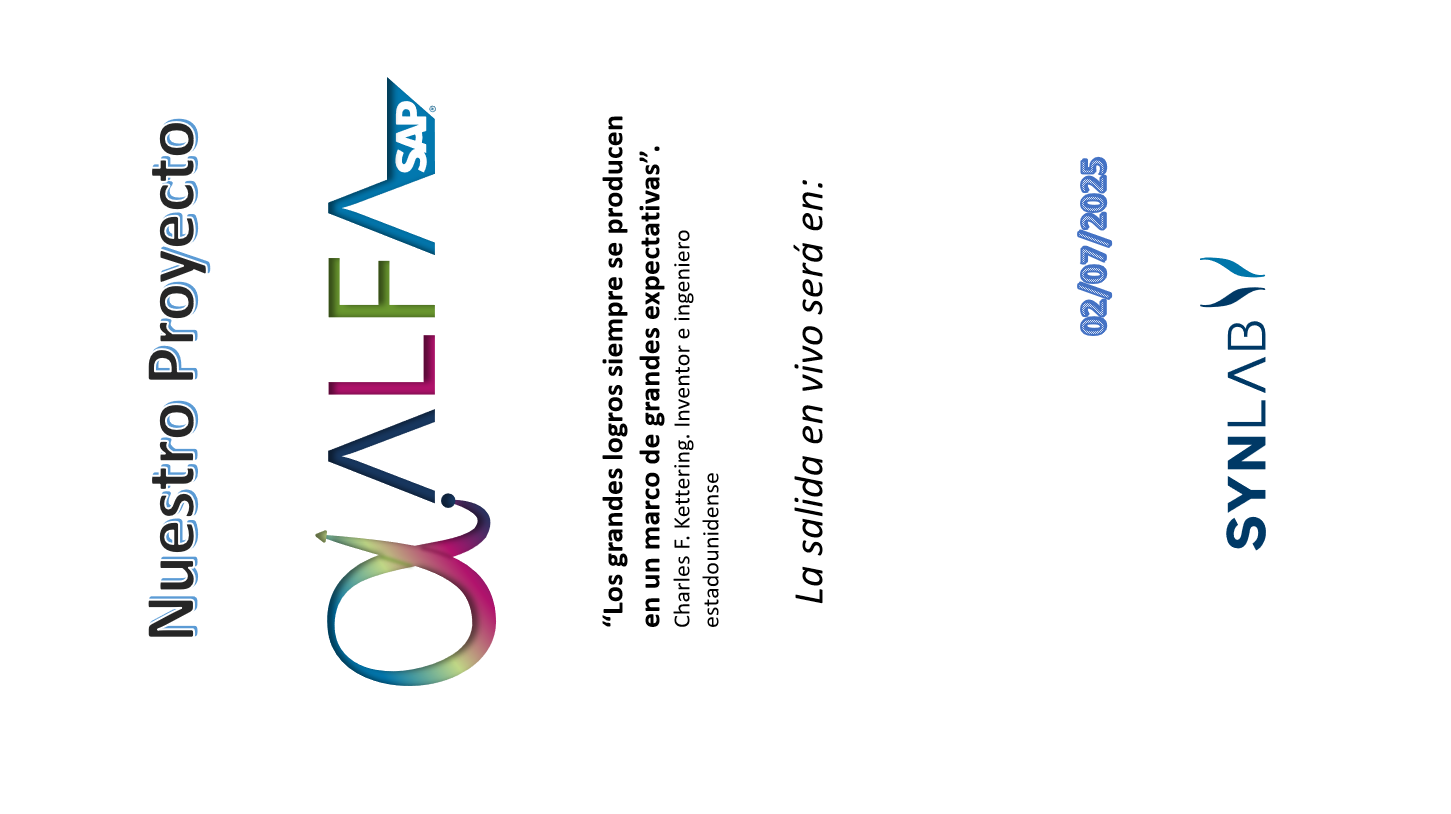 Nuestro Proyecto
ALFA SAP®
“Los grandes logros siempre se producen
en un marco de grandes expectativas”.
Charles F. Kettering. Inventor e ingeniero
estadounidense
La salida en vivo será en:
02/07/2025
SYNLAB